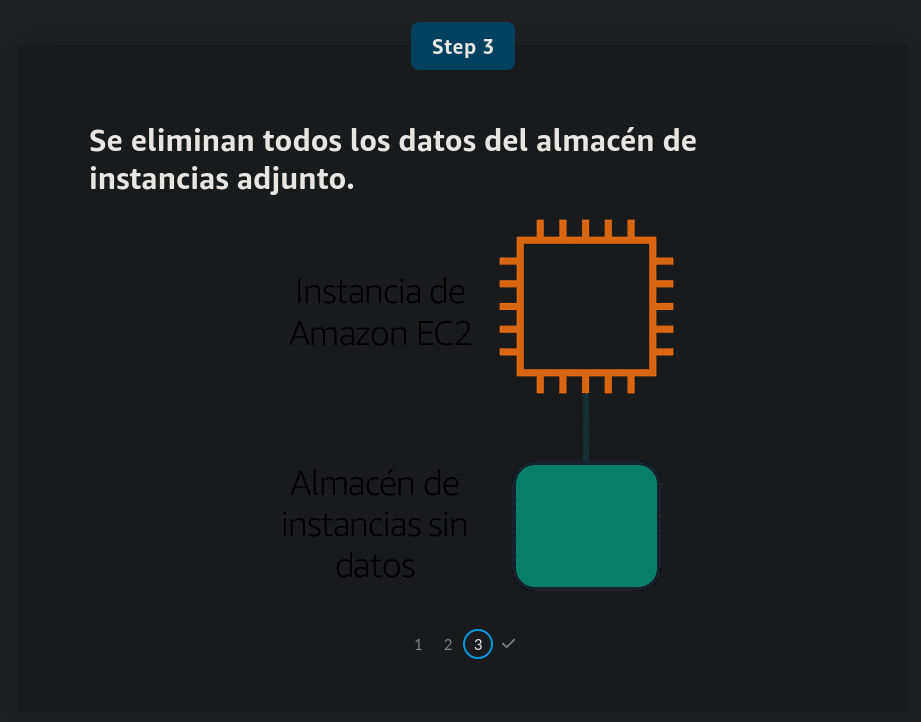 Step 3
Se eliminan todos los datos del almacén de
instancias adjunto.
Instancia de
Amazon EC2
Almacén de
instancias sin
datos
1 2 3